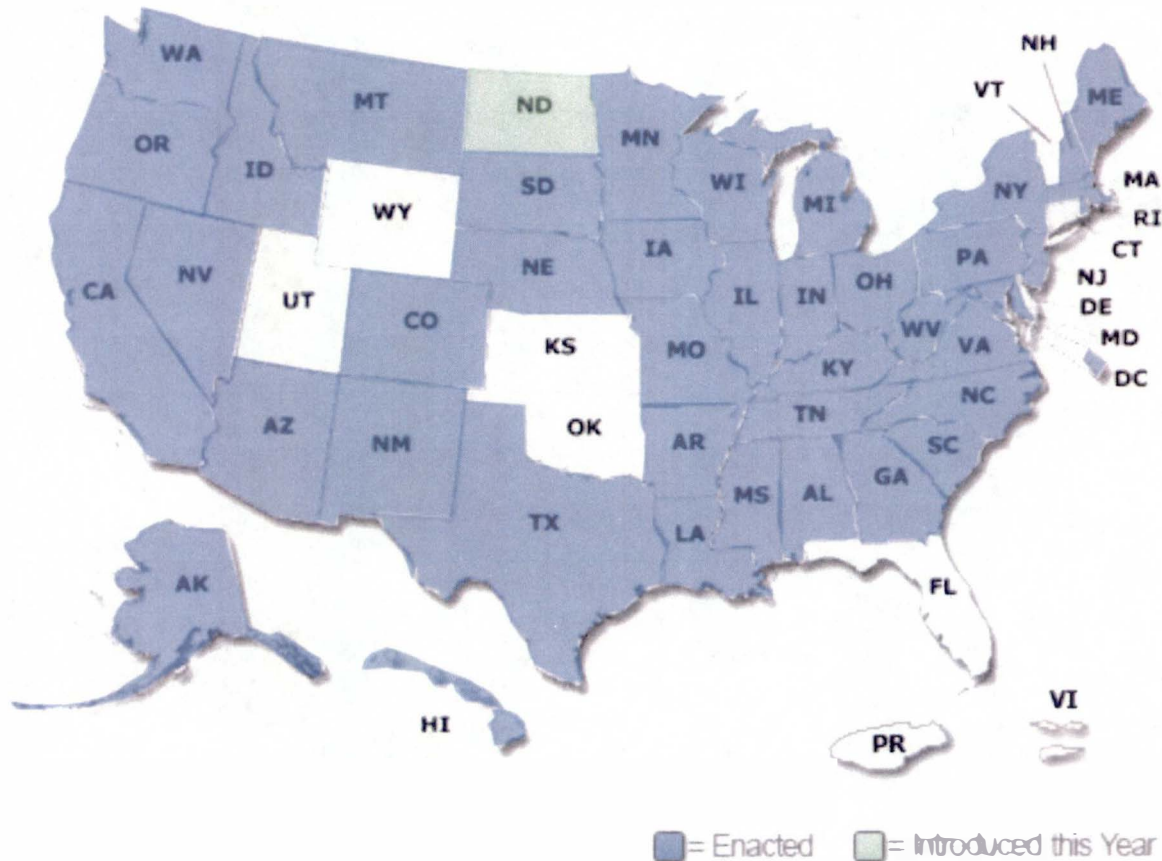 NH
WA
VT
ME
MT
ND
MN
OR
ID
SD
WI
MI
NY
MA
WY
RI
IA
CT
NE
PA
NV
NJ
OH
CA
UT
IL
IN
DE
CO
WV
MD
KS
MO
VA
KY
DC
NC
TN
AZ
OK
NM
AR
SC
GA
MS
AL
TX
LA
AK
FL
VI
HI
PR
= Enacted
= Introduced this Year